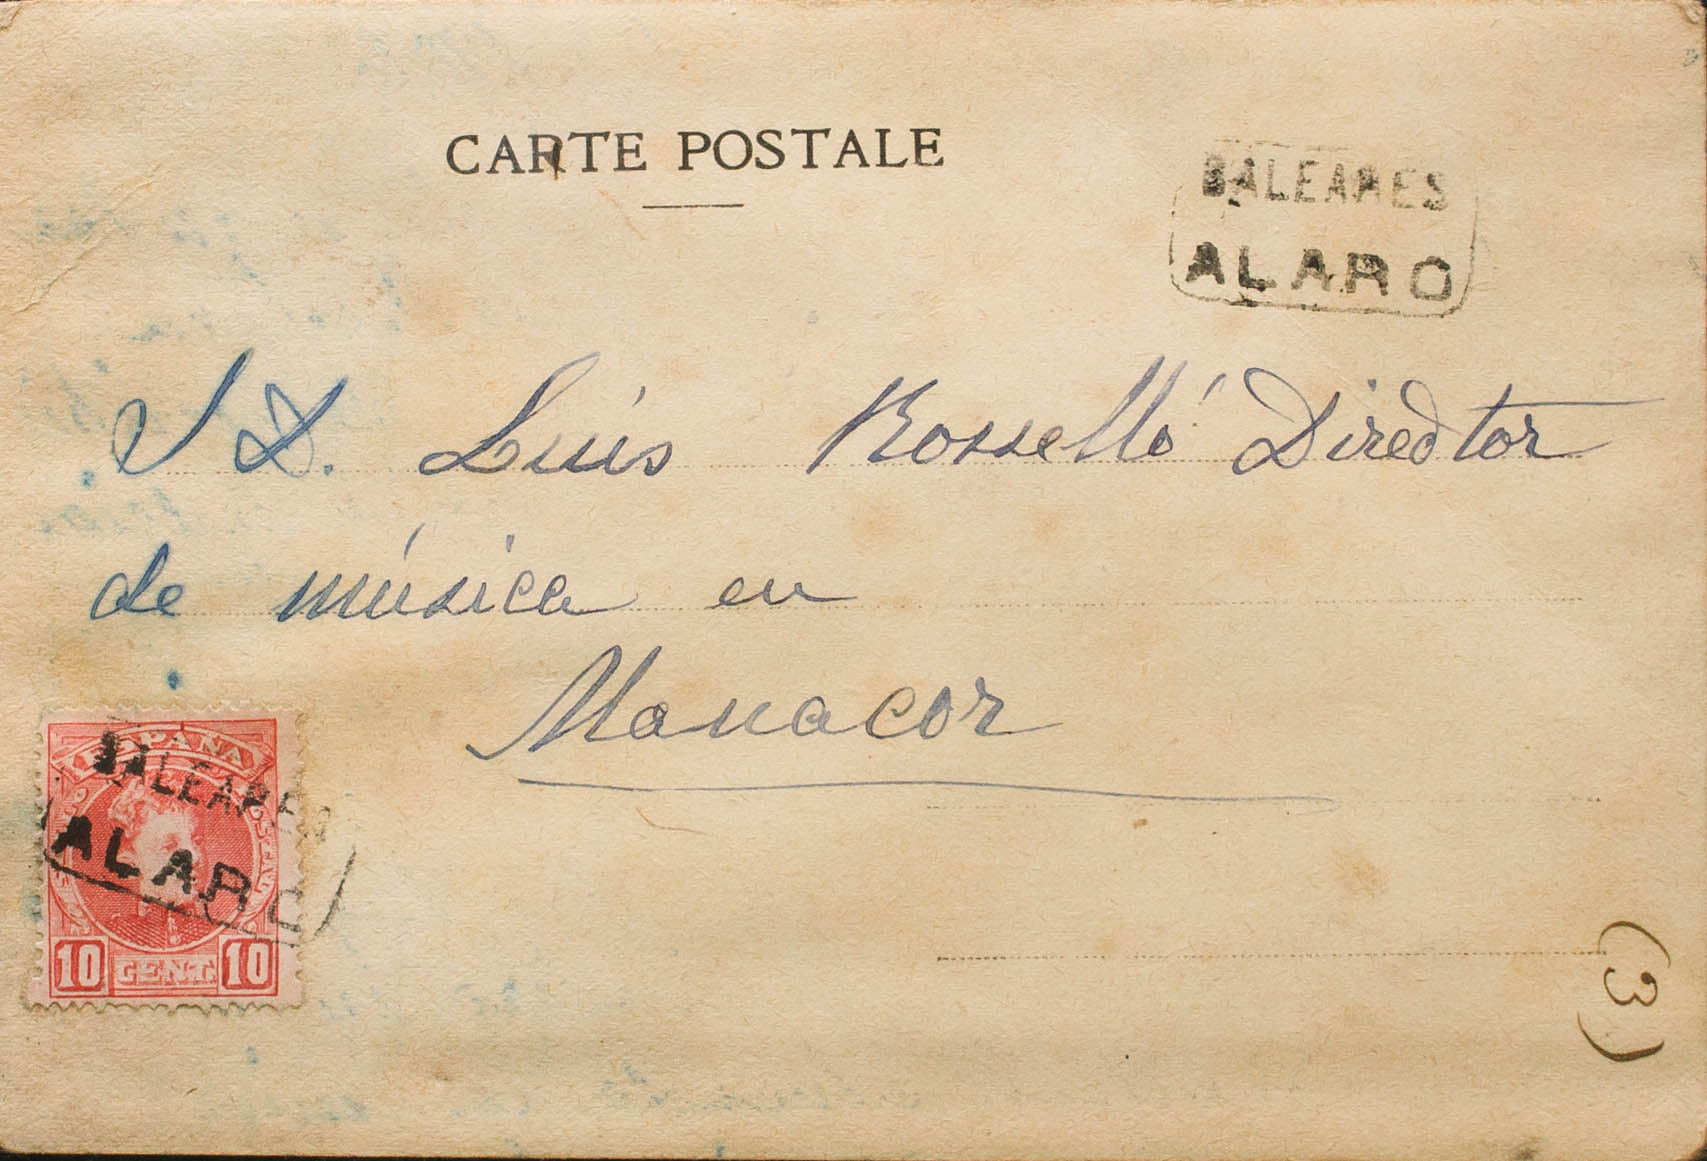 CARTE POSTALE
BALEARES
ALARO
S D. Luis Rosselló Director
de música en
Manacor
ESPAÑA
BALEARES
ALARO
10 CENT. 10
(3)